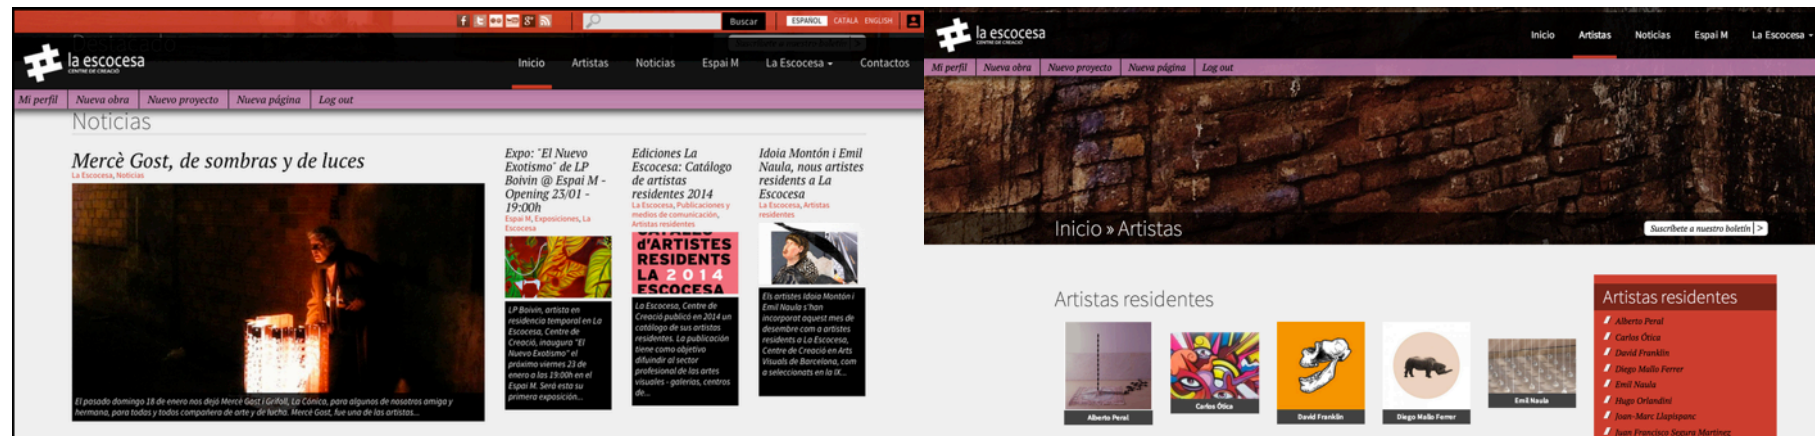 Buscar
ESPAÑOL CATALÀ ENGLISH
la escocesa
CENTRE DE CREACIÓ
Inicio Artistas Noticias Espai M La Escocesa Contactos
Mi perfil Nueva obra Nuevo proyecto Nueva página Log out
Noticias
Mercè Gost, de sombras y de luces
La Escocesa, Noticias
El pasado domingo 18 de enero nos dejó Mercè Gost i Grifoll, La Cónica, para algunos de nosotros amiga y
hermana, para todas y todos compañera de arte y de lucha. Mercè Gost, fue una de las artistas...
Expo: "El Nuevo
Exotismo" de LP
Boivin @ Espai M -
Opening 23/01 -
19:00h
Espai M, Exposiciones, La
Escocesa
LP Boivin, artista en
residencia temporal en La
Escocesa, Centre de
Creació, inaugura "El
Nuevo Exotismo" el
próximo viernes 23 de
enero a las 19:00h en el
Espai M. Será esta su
primera exposición...
Ediciones La
Escocesa: Catálogo
de artistas
residentes 2014
La Escocesa, Publicaciones y
medios de comunicación,
Artistas residentes
d'ARTISTES
RESIDENTS
LA 2014
ESCOCESA
La Escocesa, Centre de
Creació publicó en 2014 un
catálogo de sus artistas
residentes. La publicación
tiene como objetivo
difundir al sector
profesional de las artes
visuales - galerías, centros
de...
Idoia Montón i Emil
Naula, nous artistes
residents a La
Escocesa
La Escocesa, Artistas
residentes
Els artistes Idoia Montón i
Emil Naula s'han
incorporat aquest mes de
desembre com a artistes
residents a La Escocesa,
Centre de Creació en Arts
Visuals de Barcelona, com
a seleccionats en la IX...
la escocesa
CENTRE DE CREACIÓ
Inicio Artistas Noticias Espai M La Escocesa
Mi perfil Nueva obra Nuevo proyecto Nueva página Log out
Inicio » Artistas
Suscríbete a nuestro boletín >
Artistas residentes
Alberto Peral
Carlos Ótica
David Franklin
Diego Mallo Ferrer
Emil Naula
Artistas residentes
Alberto Peral
Carlos Ótica
David Franklin
Diego Mallo Ferrer
Emil Naula
Hugo Orlandini
Joan-Marc Llapispanc
Juan Francisco Segura Martínez